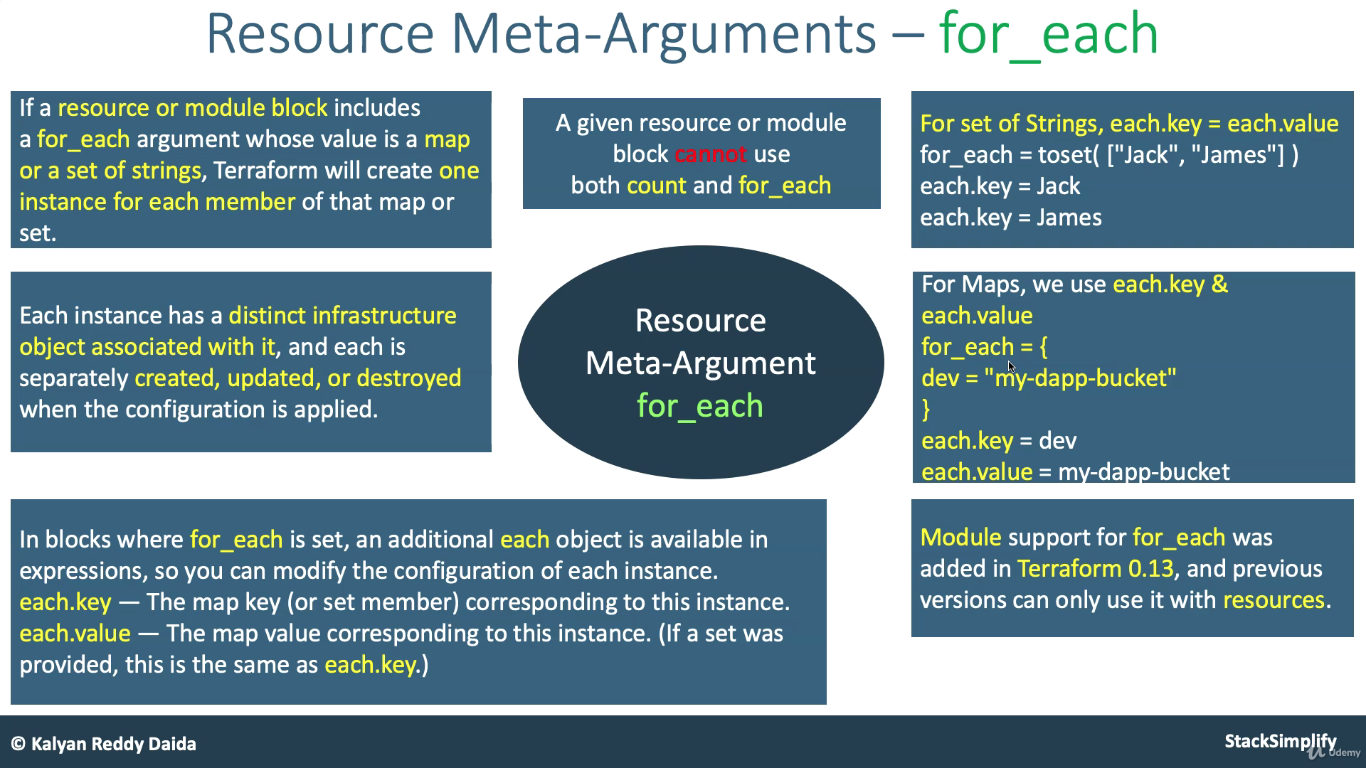 Resource Meta-Arguments – for_each
If a resource or module block includes
a for_each argument whose value is a map
or a set of strings, Terraform will create one
instance for each member of that map or
set.
A given resource or module
block cannot use
both count and for_each
For set of Strings, each.key = each.value
for_each = toset( ["Jack", "James"] )
each.key = Jack
each.key = James
Each instance has a distinct infrastructure
object associated with it, and each is
separately created, updated, or destroyed
when the configuration is applied.
Resource
Meta-Argument
for_each
For Maps, we use each.key &
each.value
for_each = {
dev = "my-dapp-bucket"
}
each.key = dev
each.value = my-dapp-bucket
In blocks where for_each is set, an additional each object is available in
expressions, so you can modify the configuration of each instance.
each.key — The map key (or set member) corresponding to this instance.
each.value — The map value corresponding to this instance. (If a set was
provided, this is the same as each.key.)
Module support for for_each was
added in Terraform 0.13, and previous
versions can only use it with resources.
© Kalyan Reddy Daida
StackSimplify
Udemy